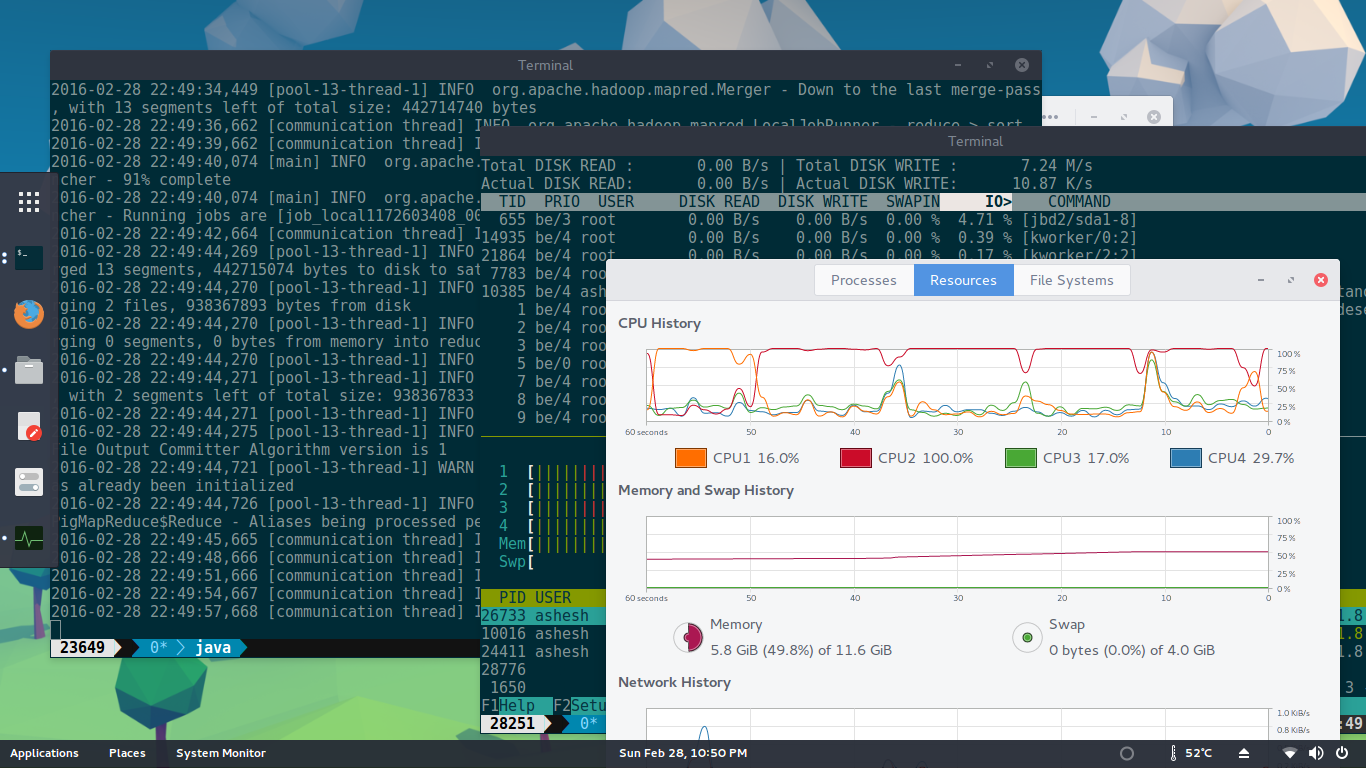 Terminal
2016-02-28 22:49:34,449 [pool-13-thread-1] INFO  org.apache.hadoop.mapred.Merger - Down to the last merge-pass
, with 13 segments left of total size: 442714740 bytes
2016-02-28 22:49:36,662 [communication thread] INFO  org.apache.hadoop.mapred.LocalJobRunner - reduce > sort
2016-02-28 22:49:39,662 [communication thread] I
2016-02-28 22:49:40,074 [main] INFO  org.apache.
cher - 91% complete
2016-02-28 22:49:40,074 [main] INFO  org.apache.
cher - Running jobs are [job_local1172603408_00
016-02-28 22:49:42,664 [communication thread] I
016-02-28 22:49:44,269 [pool-13-thread-1] INFO
ged 13 segments, 442715074 bytes to disk to sat
016-02-28 22:49:44,270 [pool-13-thread-1] INFO
ging 2 files, 938367893 bytes from disk
016-02-28 22:49:44,270 [pool-13-thread-1] INFO
ging 0 segments, 0 bytes from memory into reduc
016-02-28 22:49:44,270 [pool-13-thread-1] INFO
016-02-28 22:49:44,271 [pool-13-thread-1] INFO
with 2 segments left of total size: 938367830
016-02-28 22:49:44,271 [pool-13-thread-1] INFO
016-02-28 22:49:44,271 [pool-13-thread-1] INFO
ile Output Committer Algorithm version is 1
016-02-28 22:49:44,721 [pool-13-thread-1] WARN
s already been initialized
016-02-28 22:49:44,726 [pool-13-thread-1] INFO
igMapReduce$Reduce - Aliases being processed pe
016-02-28 22:49:45,665 [communication thread] I
016-02-28 22:49:48,666 [communication thread] I
2016-02-28 22:49:51,666 [communication thread] I
2016-02-28 22:49:54,667 [communication thread] I
2016-02-28 22:49:57,668 [communication thread] I
23649 0* java
Terminal
Total DISK READ : 0.00 B/s | Total DISK WRITE : 7.24 M/s
Actual DISK READ: 0.00 B/s | Actual DISK WRITE: 10.87 K/s
TID PRIO USER DISK READ DISK WRITE SWAPIN IO> COMMAND
655 be/3 root 0.00 B/s 0.00 B/s 0.00 % 4.71 % [jbd2/sda1-8]
14935 be/4 root 0.00 B/s 0.00 B/s 0.00 % 0.39 % [kworker/0:2]
21864 be/4 root 0.00 B/s 0.00 B/s 0.00 % 0.17 % [kworker/2:2]
7783 be/4 roo
10385 be/4 ash
1 be/4 roo
2 be/4 roo
3 be/4 roo
5 be/0 roo
7 be/4 roo
8 be/4 roo
9 be/4 roo
1 [
2 [
3 [
4 [
Mem[
Swp[
PID USER
26733 ashesh
10016 ashesh
24411 ashesh
28776
1650
F1Help F2Setu
28251 0*
Processes
Resources
File Systems
CPU History
100 %
75 %
50 %
25 %
0 %
60 seconds 50 40 30 20 10 0
CPU1 16.0%
CPU2 100.0%
CPU3 17.0%
CPU4 29.7%
Memory and Swap History
100 %
75 %
50 %
25 %
0 %
60 seconds 50 40 30 20 10 0
Memory
5.8 GiB (49.8%) of 11.6 GiB
Swap
0 bytes (0.0%) of 4.0 GiB
Network History
1.0 KiB/s
0.8 KiB/s
tand
desc
1.8
1.8
1.8
3
:49
Applications Places System Monitor Sun Feb 28, 10:50 PM 52℃